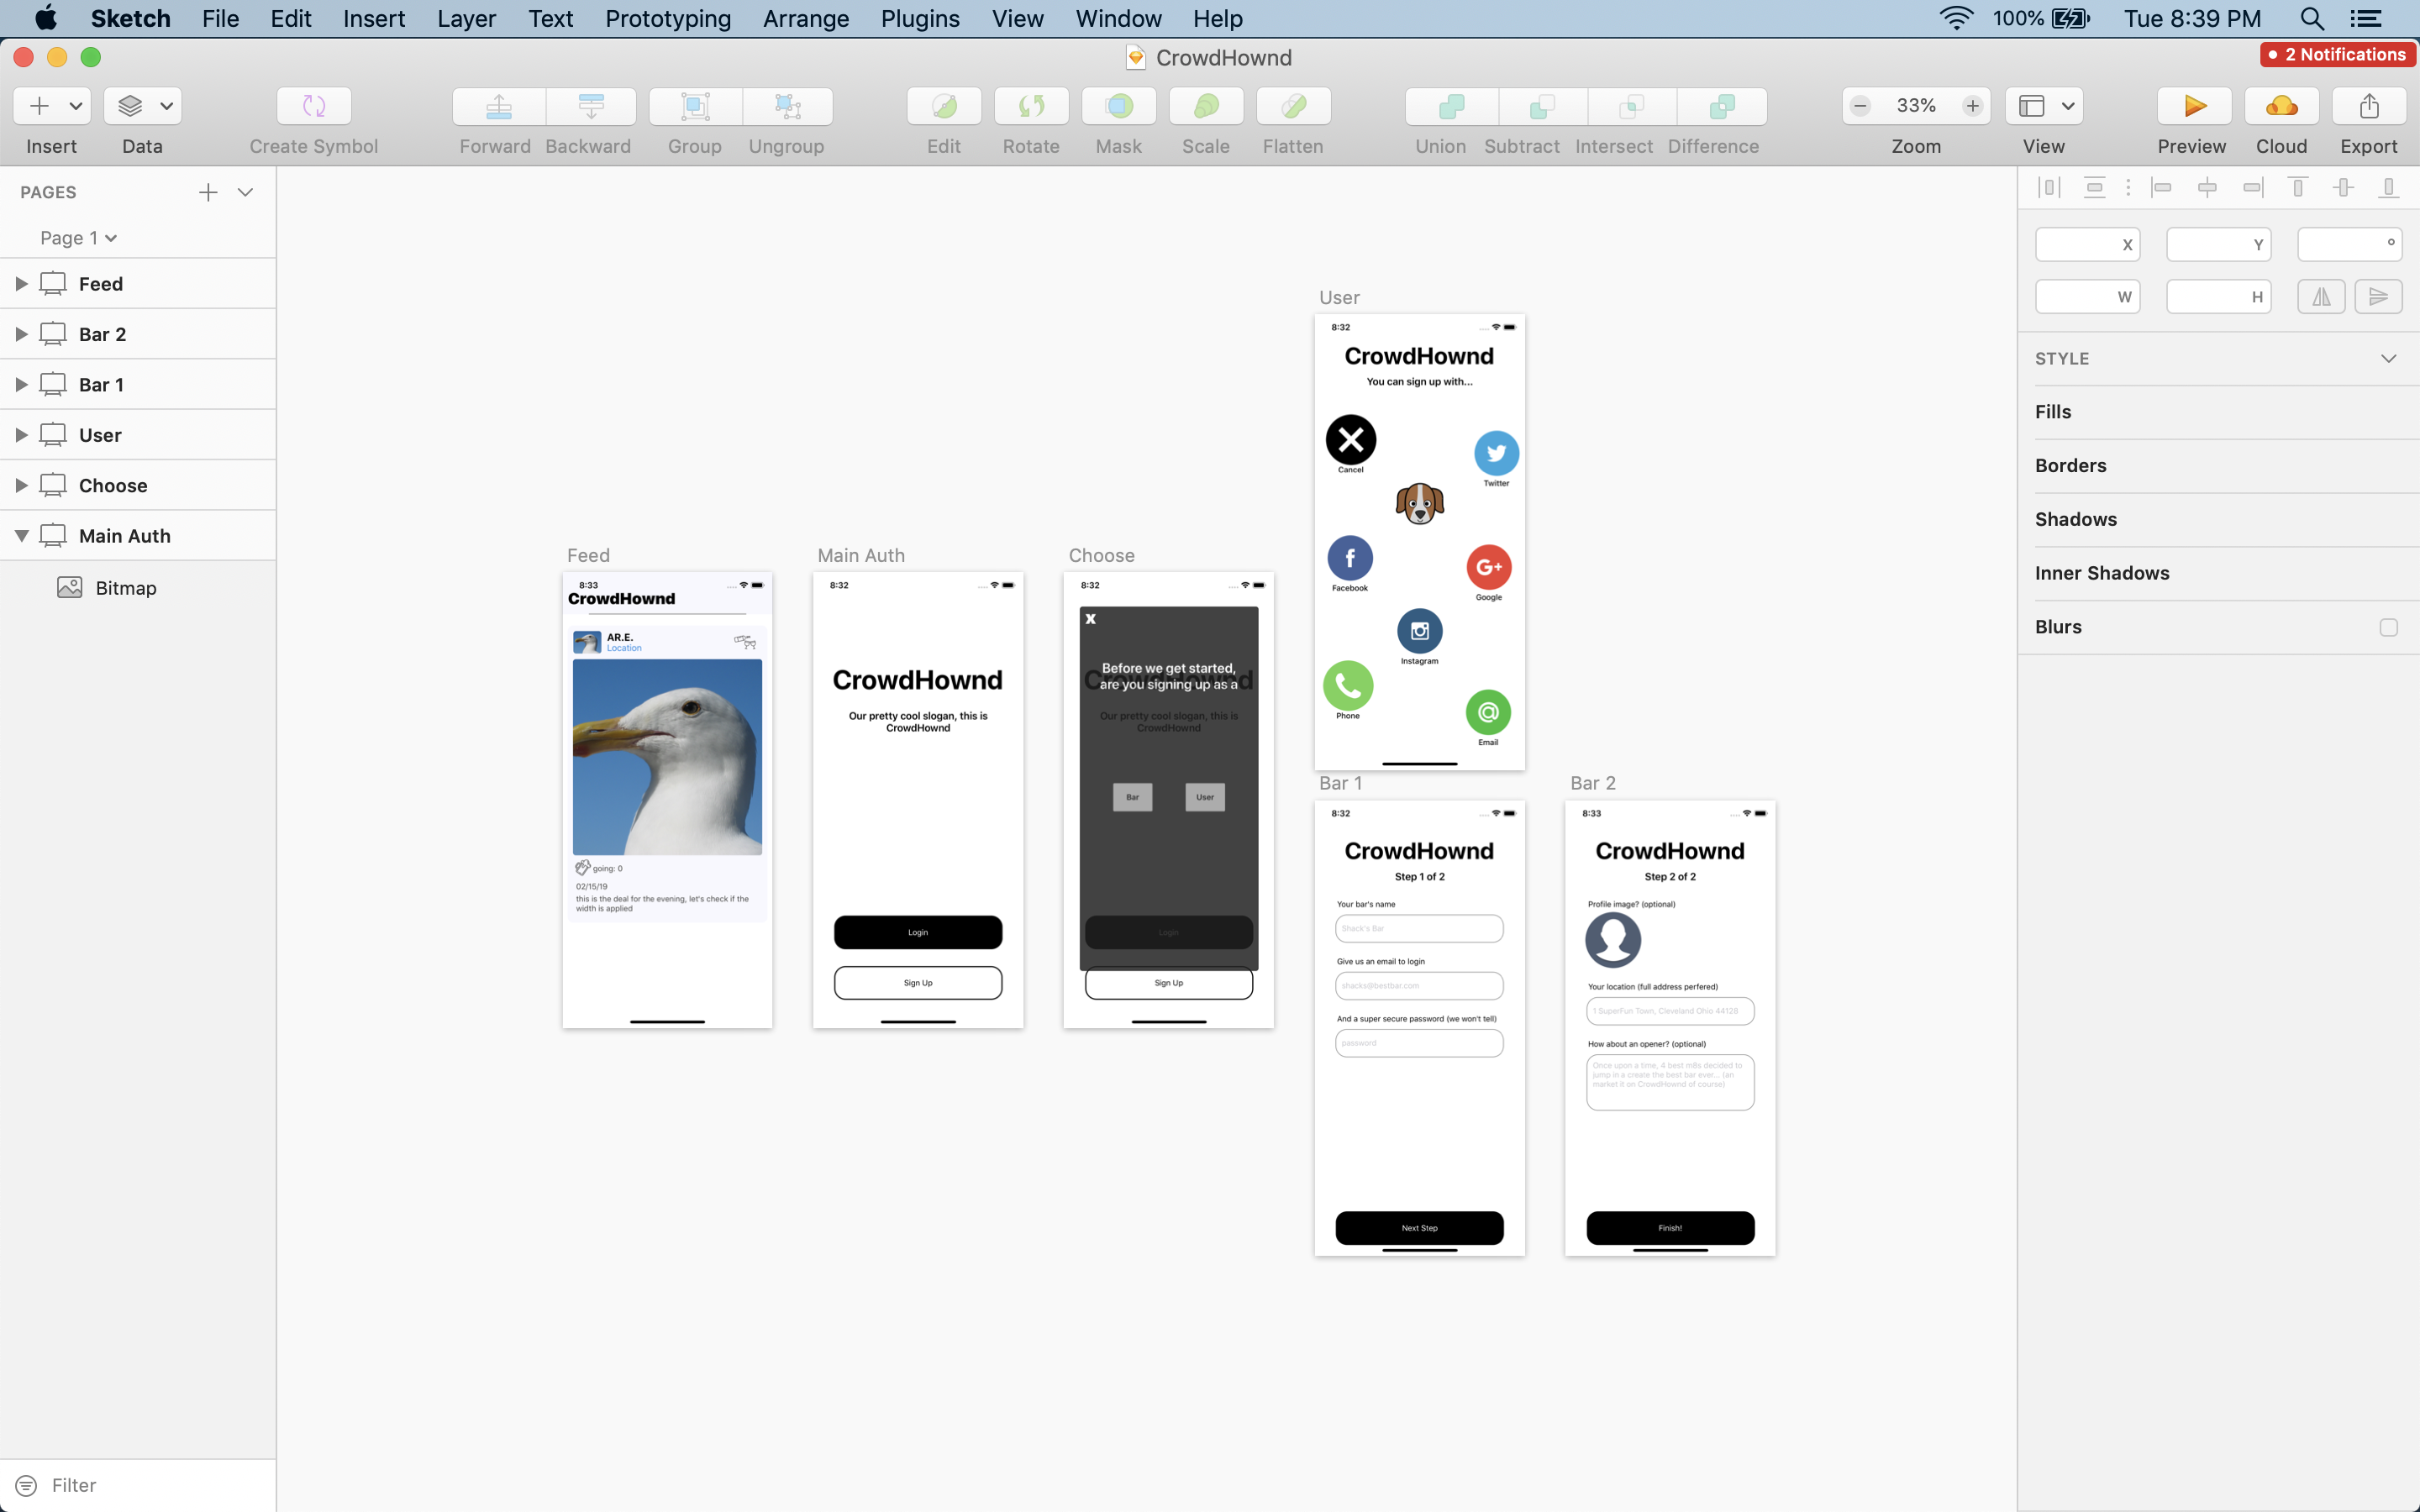 Sketch File Edit Insert Layer Text Prototyping Arrange Plugins View Window Help 100% Tue 8:39 PM
CrowdHownd
2 Notifications
33%
Insert Data Create Symbol Forward Backward Group Ungroup Edit Rotate Mask Scale Flatten Union Subtract Intersect Difference Zoom View Preview Cloud Export
PAGES
Page 1
Feed
Bar 2
Bar 1
User
Choose
Main Auth
Bitmap
Filter
Feed
8:33
CrowdHownd
AR.E.
Location
going: 0
02/15/19
this is the deal for the evening, let's check if the
width is applied
Main Auth
8:32
CrowdHownd
Our pretty cool slogan, this is
CrowdHownd
Login
Sign Up
Choose
8:32
X
Before we get started,
are you signing up as a
CrowdHownd
Our pretty cool slogan, this is
CrowdHownd
Bar User
Login
Sign Up
User
8:32
CrowdHownd
You can sign up with...
Cancel
Twitter
f
Facebook
G+
Google
Instagram
Phone
@
Email
Bar 1
8:32
CrowdHownd
Step 1 of 2
Your bar's name
Shack's Bar
Give us an email to login
shacks@bestbar.com
And a super secure password (we won't tell)
password
Next Step
Bar 2
8:33
CrowdHownd
Step 2 of 2
Profile image? (optional)
Your location (full address perfered)
1 SuperFun Town, Cleveland Ohio 44128
How about an opener? (optional)
Once upon a time, 4 best m8s decided to
jump in a create the best bar ever... (an
market it on CrowdHownd of course)
Finish!
X Y °
W H
STYLE
Fills
Borders
Shadows
Inner Shadows
Blurs